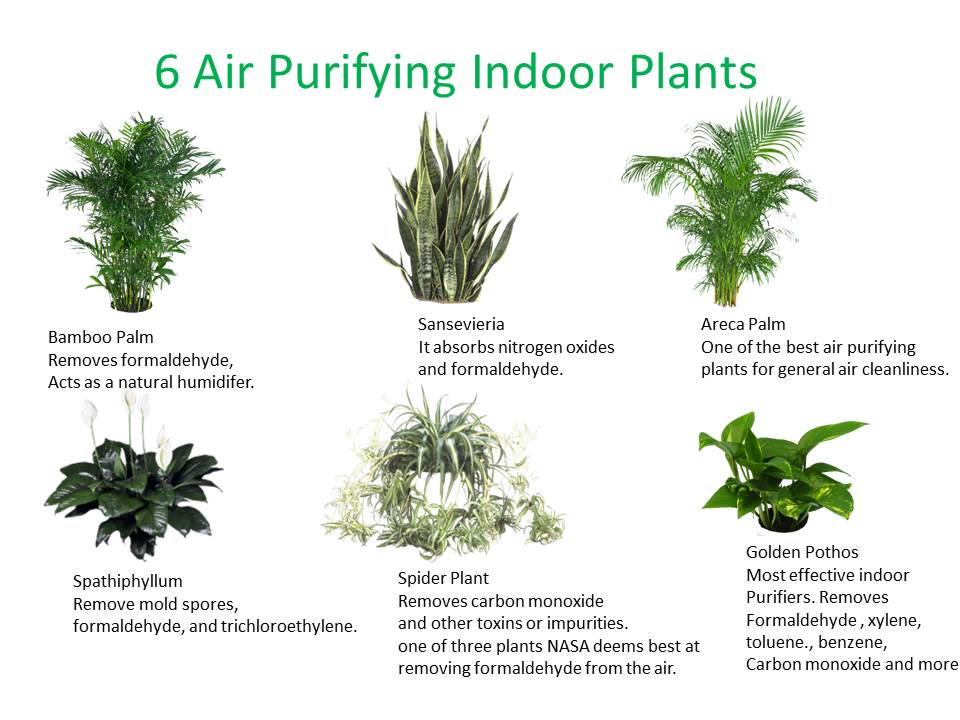 6 Air Purifying Indoor Plants
Bamboo Palm
Removes formaldehyde,
Acts as a natural humidifer.
Sansevieria
It absorbs nitrogen oxides
and formaldehyde.
Areca Palm
One of the best air purifying
plants for general air cleanliness.
Spathiphyllum
Remove mold spores,
formaldehyde, and trichloroethylene.
Spider Plant
Removes carbon monoxide
and other toxins or impurities.
one of three plants NASA deems best at
removing formaldehyde from the air.
Golden Pothos
Most effective indoor
Purifiers. Removes
Formaldehyde , xylene,
toluene., benzene,
Carbon monoxide and more